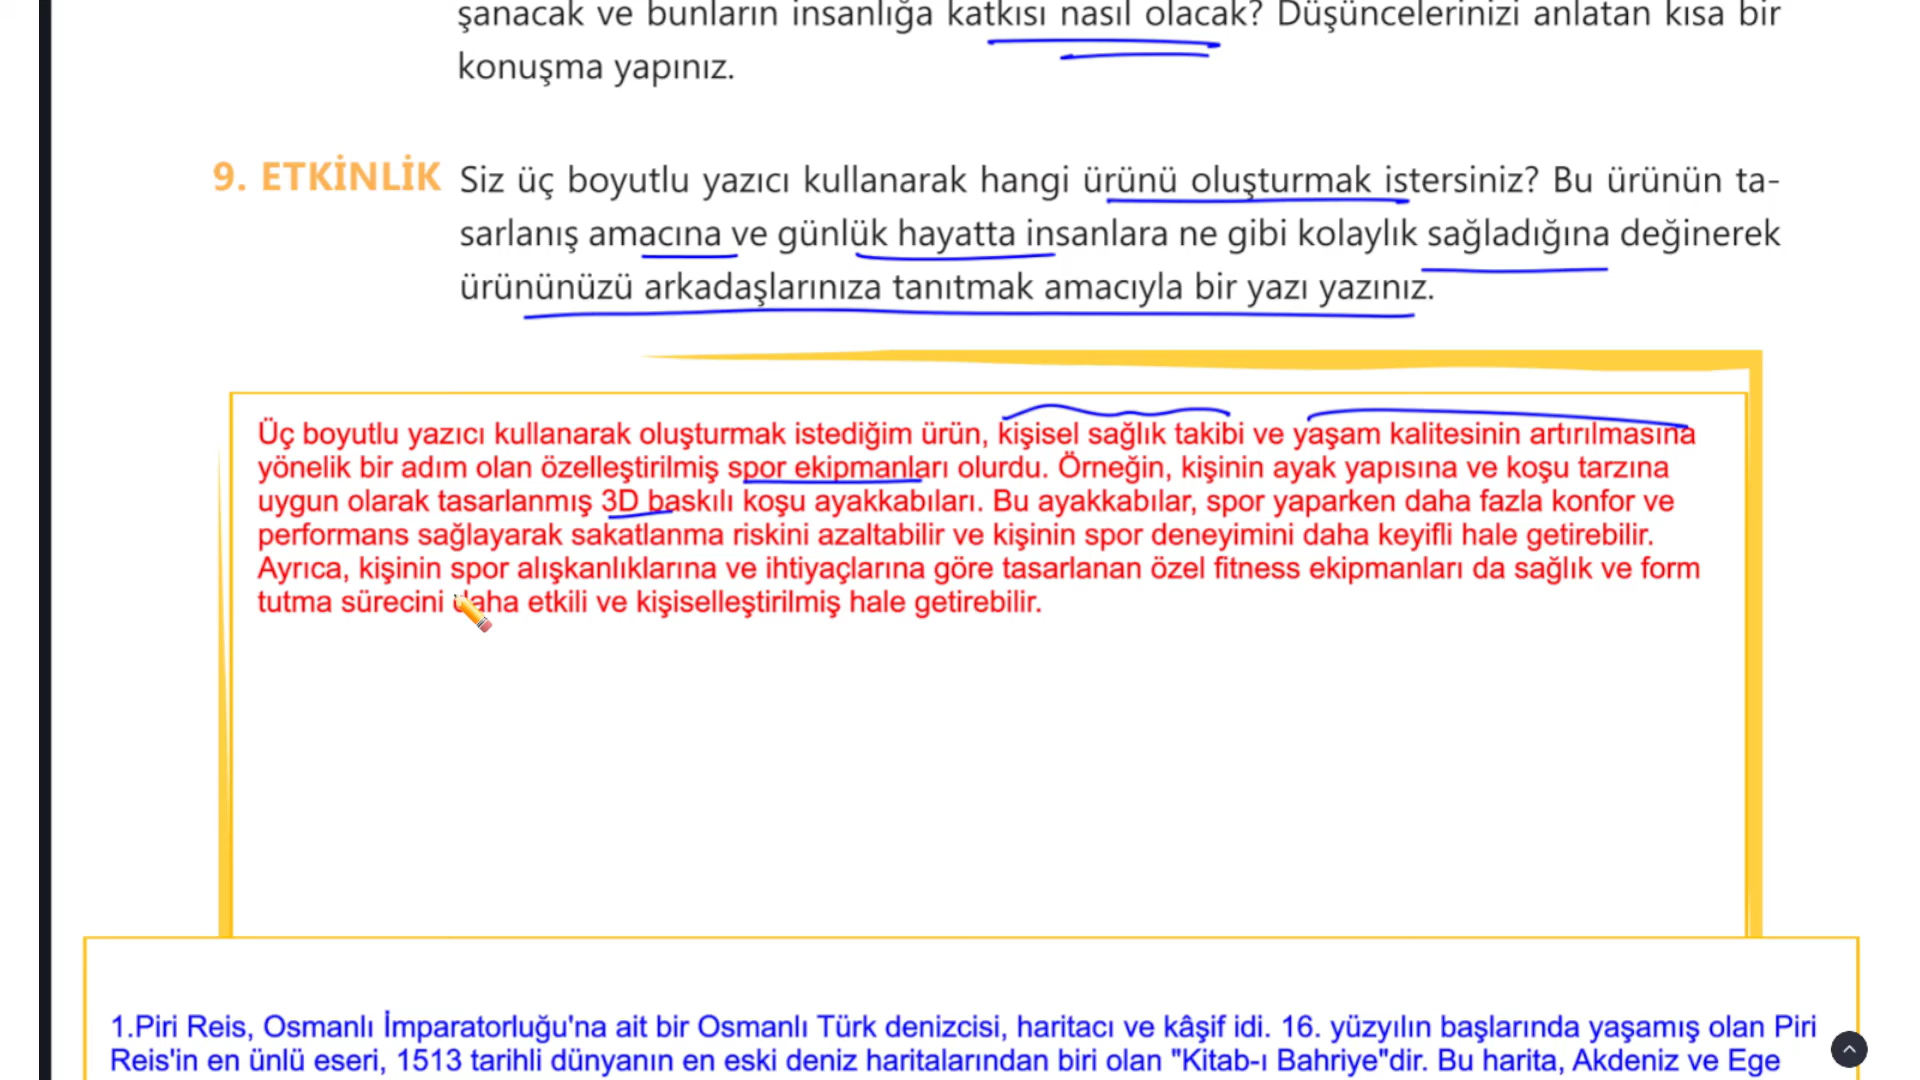 şanacak ve bunların insanlığa katkısı nasıl olacak? Düşüncelerinizi anlatan kısa bir
konuşma yapınız.
9. ETKİNLİK Siz üç boyutlu yazıcı kullanarak hangi ürünü oluşturmak istersiniz? Bu ürünün ta-
sarlanış amacına ve günlük hayatta insanlara ne gibi kolaylık sağladığına değinerek
ürününüzü arkadaşlarınıza tanıtmak amacıyla bir yazı yazınız.
Üç boyutlu yazıcı kullanarak oluşturmak istediğim ürün, kişisel sağlık takibi ve yaşam kalitesinin artırılmasına
yönelik bir adım olan özelleştirilmiş spor ekipmanları olurdu. Örneğin, kişinin ayak yapısına ve koşu tarzına
uygun olarak tasarlanmış 3D baskılı koşu ayakkabıları. Bu ayakkabılar, spor yaparken daha fazla konfor ve
performans sağlayarak sakatlanma riskini azaltabilir ve kişinin spor deneyimini daha keyifli hale getirebilir.
Ayrıca, kişinin spor alışkanlıklarına ve ihtiyaçlarına göre tasarlanan özel fitness ekipmanları da sağlık ve form
tutma sürecini daha etkili ve kişiselleştirilmiş hale getirebilir.
1.Piri Reis, Osmanlı İmparatorluğu'na ait bir Osmanlı Türk denizcisi, haritacı ve kâşif idi. 16. yüzyılın başlarında yaşamış olan Piri
Reis'in en ünlü eseri, 1513 tarihli dünyanın en eski deniz haritalarından biri olan "Kitab-ı Bahriye"dir. Bu harita, Akdeniz ve Ege